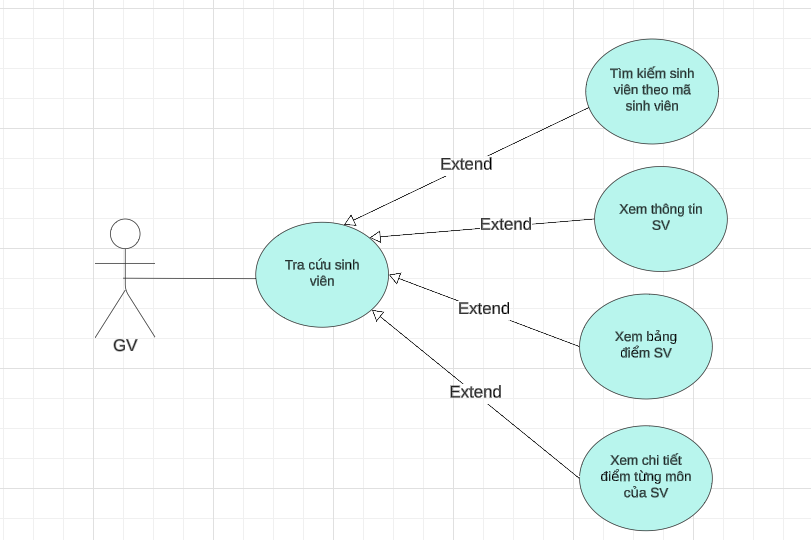 Tìm kiếm sinh
viên theo mã
sinh viên
Extend
Xem thông tin
SV
Extend
Tra cứu sinh
viên
Extend
Xem bảng
điểm SV
GV
Extend
Xem chi tiết
điểm từng môn
của SV